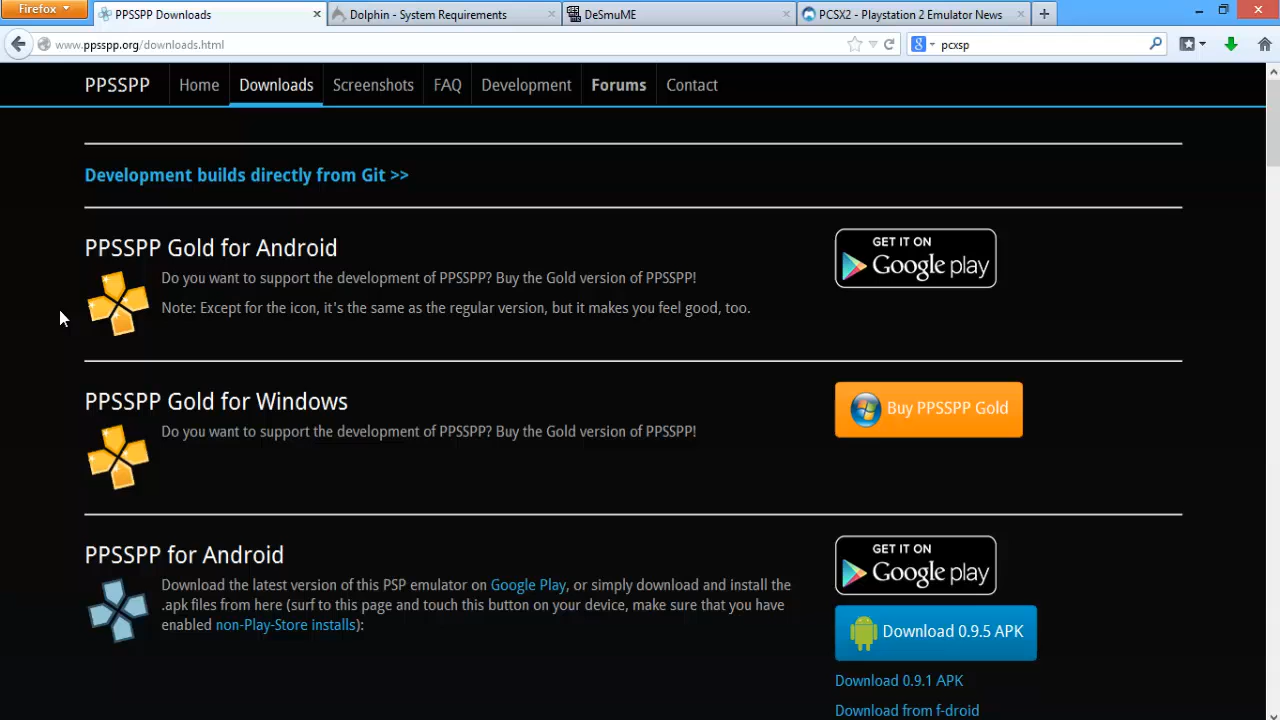 Firefox
PPSSPP Downloads
Dolphin - System Requirements
DeSmuME
PCSX2 - Playstation 2 Emulator News
www.ppsspp.org/downloads.html
pcxsp
PPSSPP
Home
Downloads
Screenshots
FAQ
Development
Forums
Contact
Development builds directly from Git >>
PPSSPP Gold for Android
Do you want to support the development of PPSSPP? Buy the Gold version of PPSSPP!
Note: Except for the icon, it's the same as the regular version, but it makes you feel good, too.
GET IT ON
Google play
PPSSPP Gold for Windows
Do you want to support the development of PPSSPP? Buy the Gold version of PPSSPP!
Buy PPSSPP Gold
PPSSPP for Android
Download the latest version of this PSP emulator on Google Play, or simply download and install the
.apk files from here (surf to this page and touch this button on your device, make sure that you have
enabled non-Play-Store installs):
GET IT ON
Google play
Download 0.9.5 APK
Download 0.9.1 APK
Download from f-droid